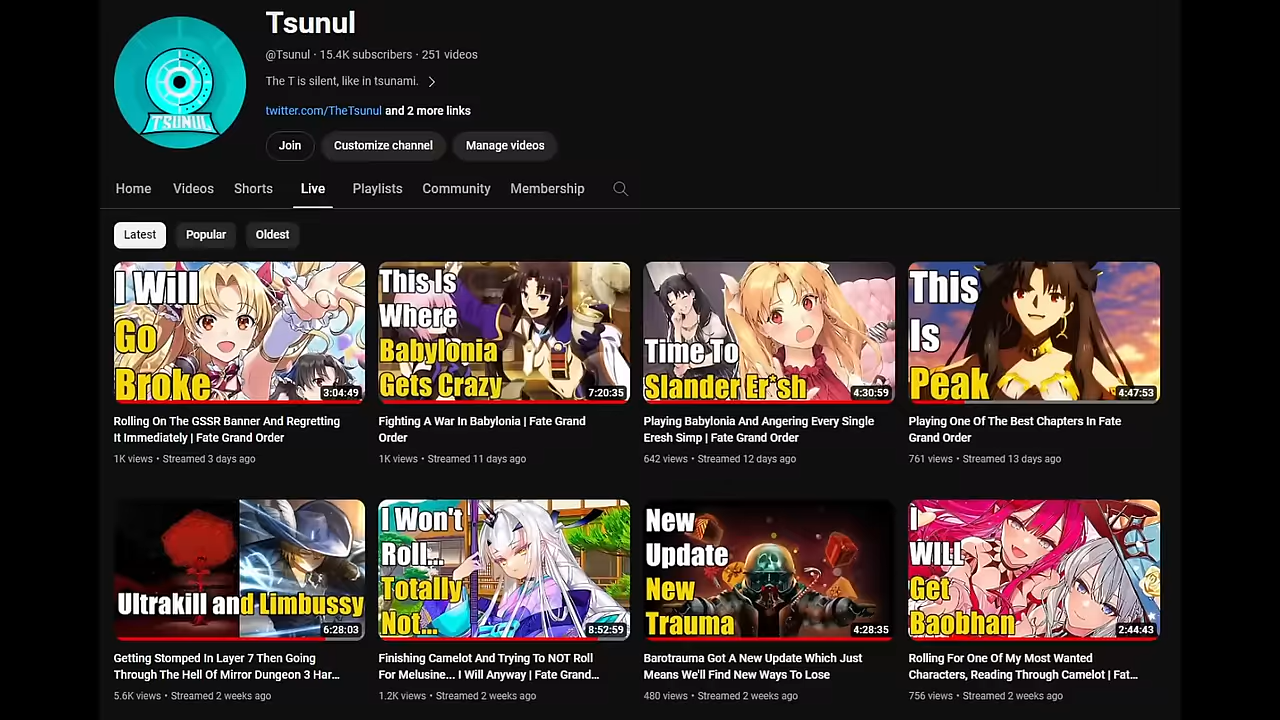 Tsunul
@Tsunul · 15.4K subscribers · 251 videos
The T is silent, like in tsunami.
twitter.com/TheTsunul and 2 more links
TSUNUL
Join Customize channel Manage videos
Home Videos Shorts Live Playlists Community Membership
Latest Popular Oldest
I Will
Go
Broke
3:04:49
This Is
Where
Babylonia
Gets Crazy
7:20:35
Time To
Slander Er*sh
4:30:59
This
Is
Peak
4:47:53
Rolling On The GSSR Banner And Regretting
It Immediately | Fate Grand Order
1K views • Streamed 3 days ago
Fighting A War In Babylonia | Fate Grand
Order
1K views • Streamed 11 days ago
Playing Babylonia And Angering Every Single
Eresh Simp | Fate Grand Order
642 views • Streamed 12 days ago
Playing One Of The Best Chapters In Fate
Grand Order
761 views • Streamed 13 days ago
Ultrakill and Limbussy
6:28:03
I Won't
Roll...
Totally
Not...
8:52:59
New
Update
New
Trauma
4:28:35
I
WILL
Get
Baobhan
2:44:43
Getting Stomped In Layer 7 Then Going
Through The Hell Of Mirror Dungeon 3 Har...
5.6K views • Streamed 2 weeks ago
Finishing Camelot And Trying To NOT Roll
For Melusine... I Will Anyway | Fate Grand...
1.2K views • Streamed 2 weeks ago
Barotrauma Got A New Update Which Just
Means We'll Find New Ways To Lose
480 views • Streamed 2 weeks ago
Rolling For One Of My Most Wanted
Characters, Reading Through Camelot | Fat...
756 views • Streamed 2 weeks ago